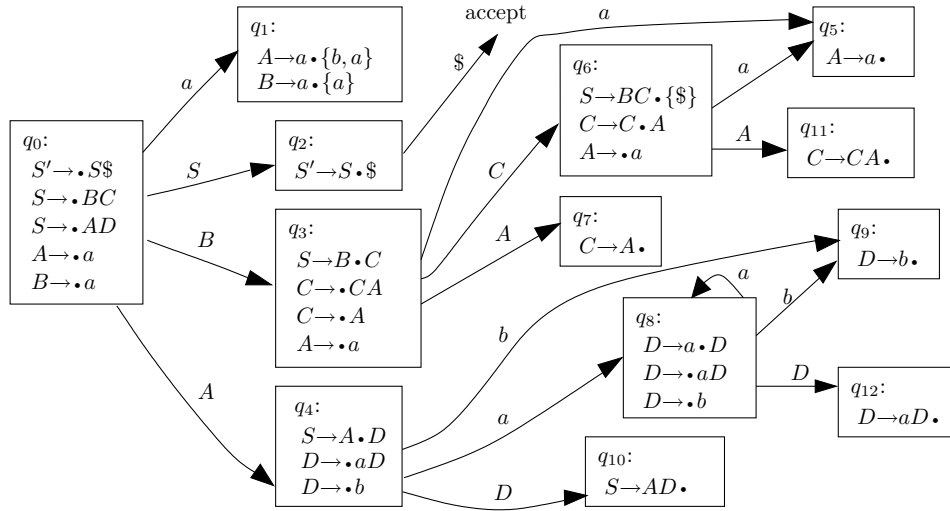 accept
q₁:
A→a•{b, a}
B→a•{a}
q₅:
A→a•
q₆:
S→BC•{$}
C→C•A
A→•a
q₀:
S′→•S$
S→•BC
S→•AD
A→•a
B→•a
q₂:
S′→S•$
q₁₁:
C→CA•
q₃:
S→B•C
C→•CA
C→•A
A→•a
q₇:
C→A•
q₉:
D→b•
q₈:
D→a•D
D→•aD
D→•b
q₁₂:
D→aD•
q₄:
S→A•D
D→•aD
D→•b
q₁₀:
S→AD•
a
S
B
A
$
a
C
A
b
a
D
a
A
a
b
D